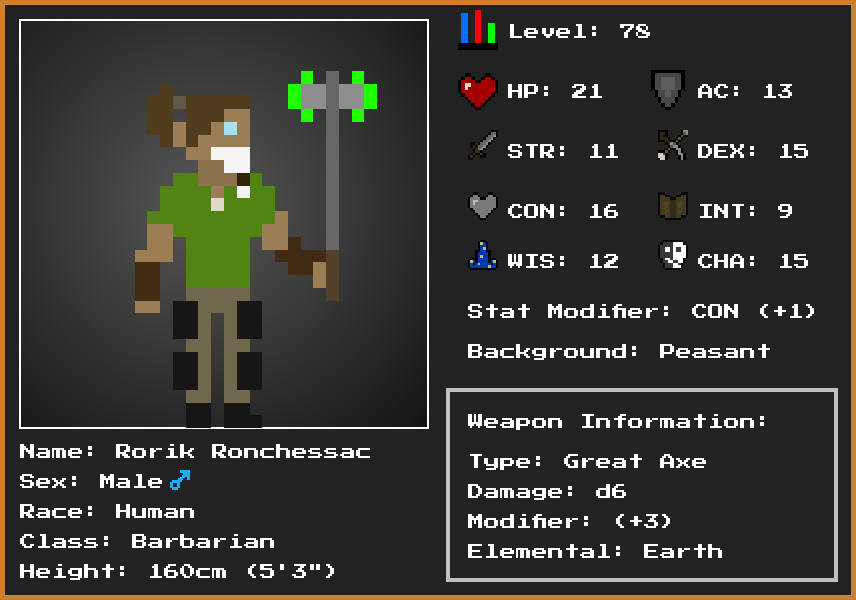 Level: 78
HP: 21
AC: 13
STR: 11
DEX: 15
CON: 16
INT: 9
WIS: 12
CHA: 15
Stat Modifier: CON (+1)
Background: Peasant
Weapon Information:
Type: Great Axe
Damage: d6
Modifier: (+3)
Elemental: Earth
Name: Rorik Ronchessac
Sex: Male ♂
Race: Human
Class: Barbarian
Height: 160cm (5'3")